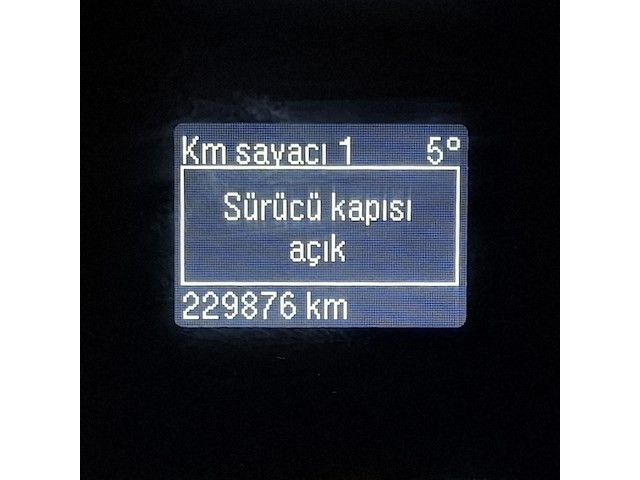 Km sayacı 1 5°
Sürücü kapısı
açık
229876 km